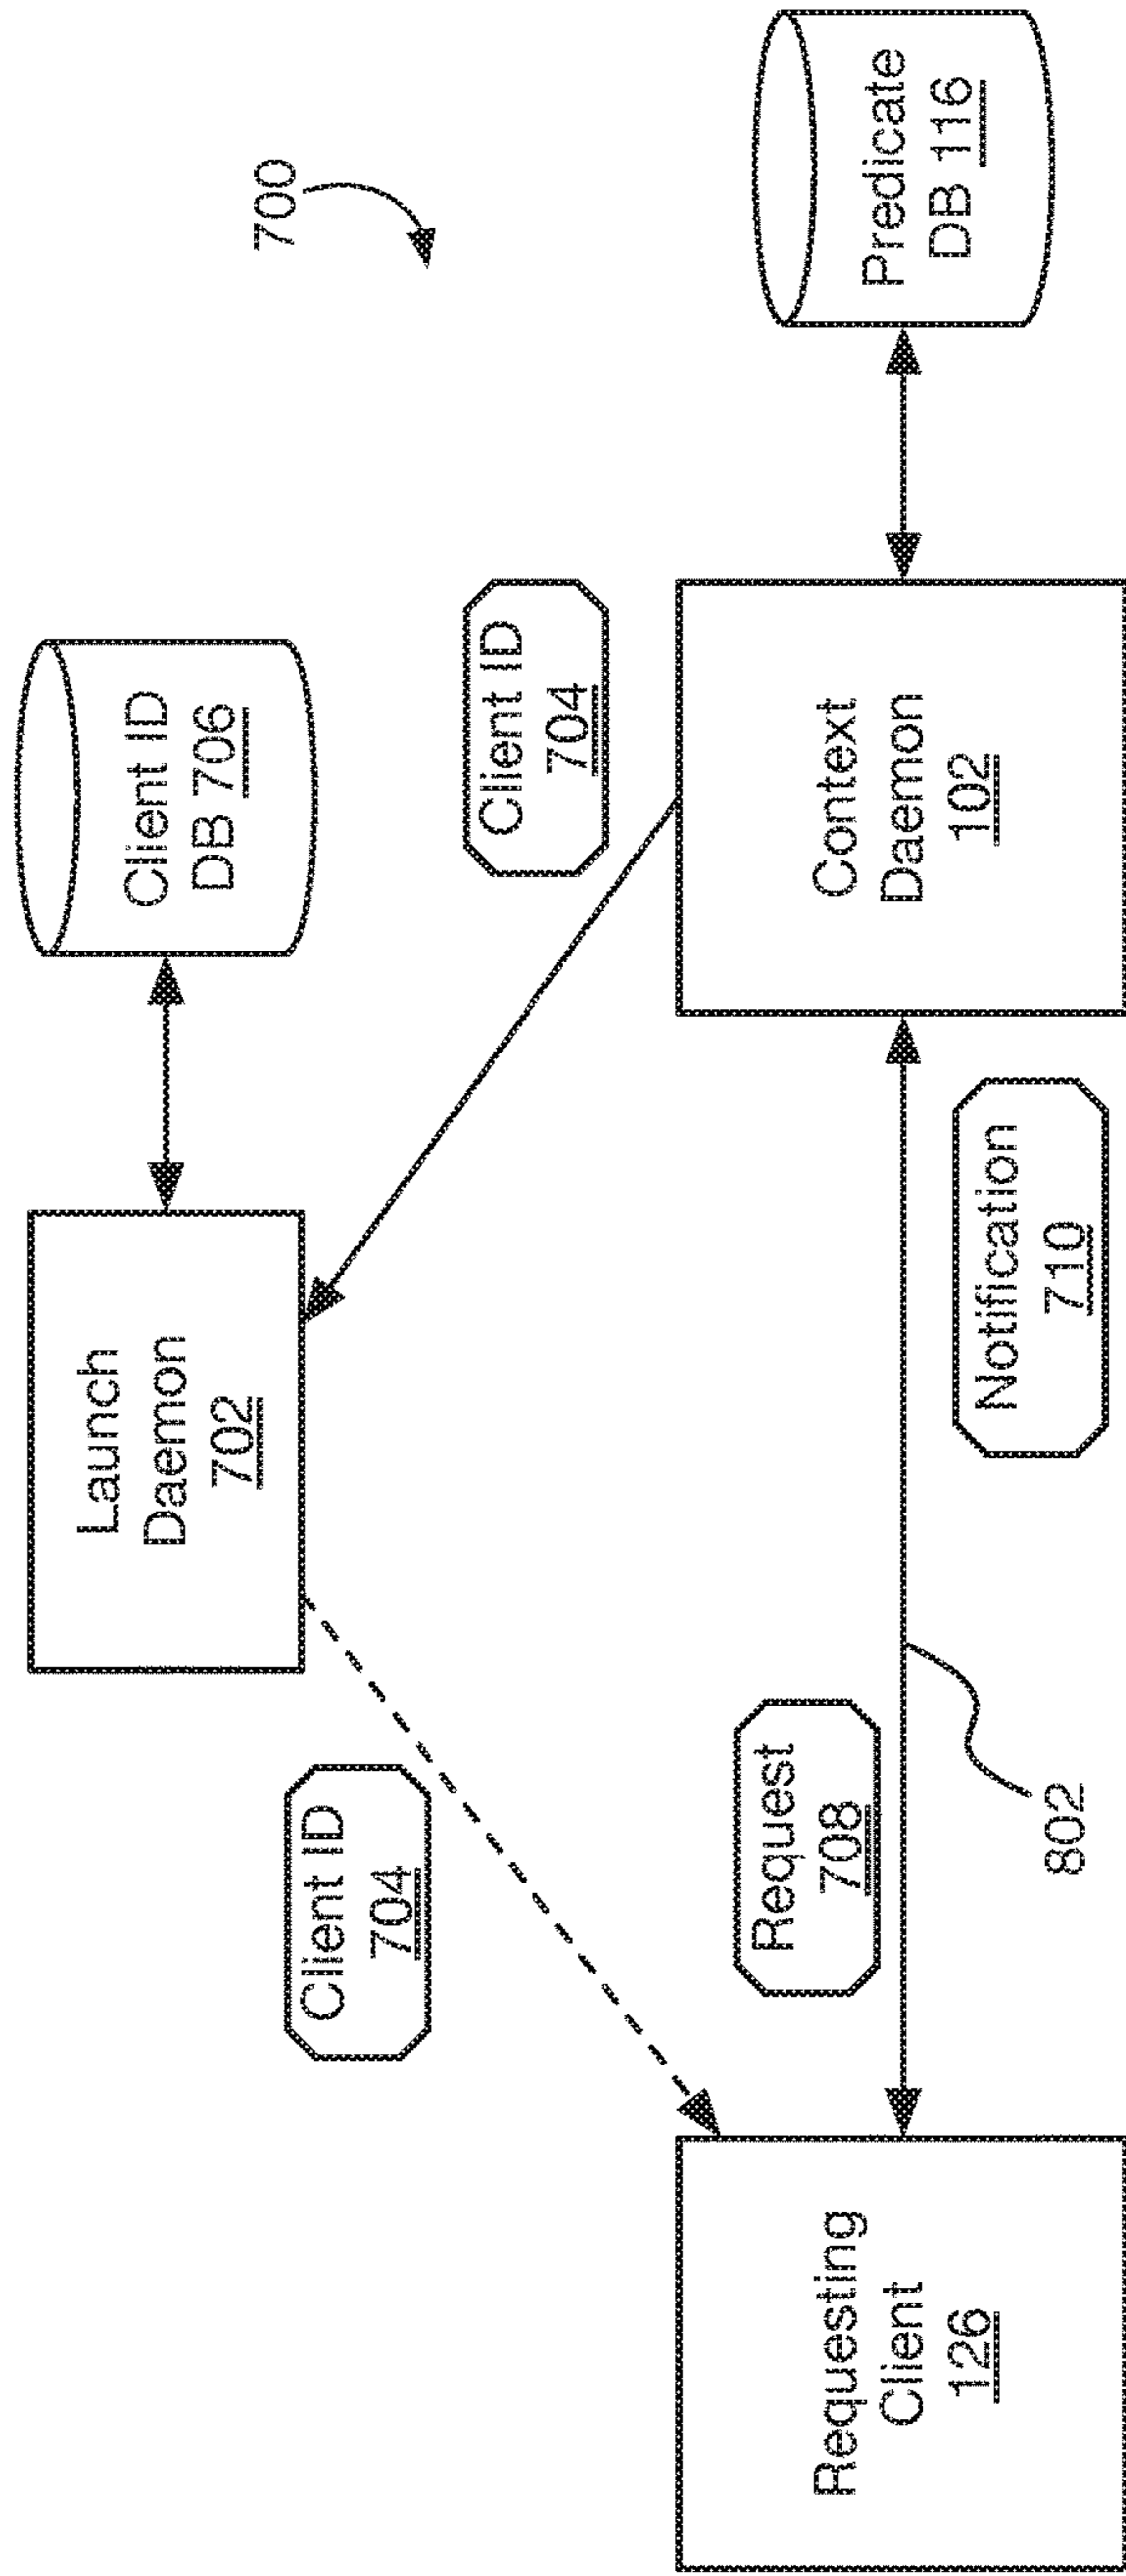 Launch
Daemon
702
Client ID
DB 706
700
Client ID
704
Client ID
704
Request
708
Requesting
Client
126
802
Notification
710
Context
Daemon
102
Predicate
DB 116